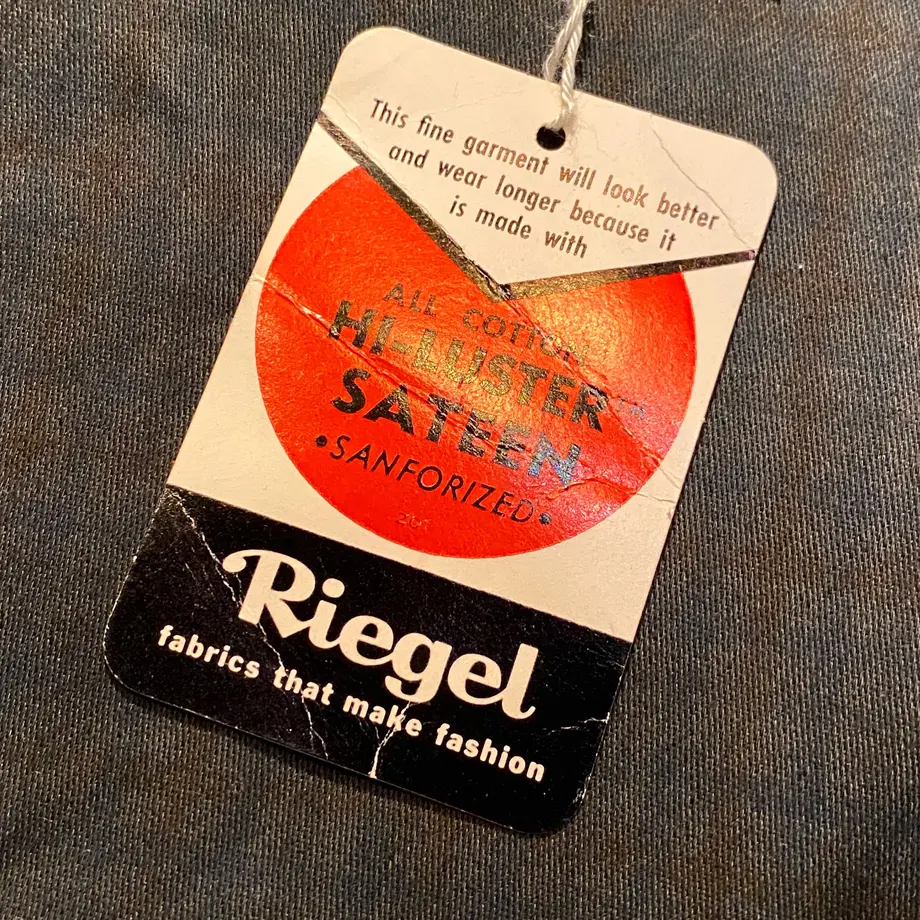 This fine garment will look better
and wear longer because it
is made with
ALL COTTON
HI-LUSTER
SATEEN
•SANFORIZED•
Riegel
fabrics that make fashion